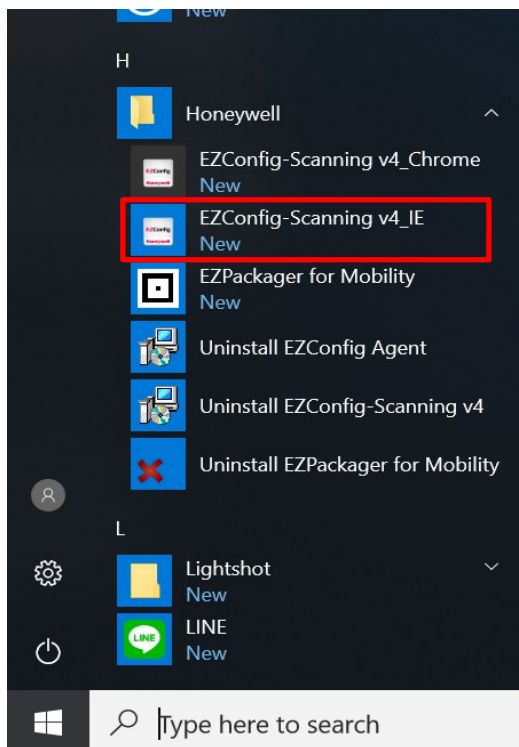 New
H
Honeywell
EZConfig-Scanning v4_Chrome
New
EZConfig-Scanning v4_IE
New
EZPackager for Mobility
New
Uninstall EZConfig Agent
Uninstall EZConfig-Scanning v4
Uninstall EZPackager for Mobility
L
Lightshot
New
LINE
LINE
New
Type here to search